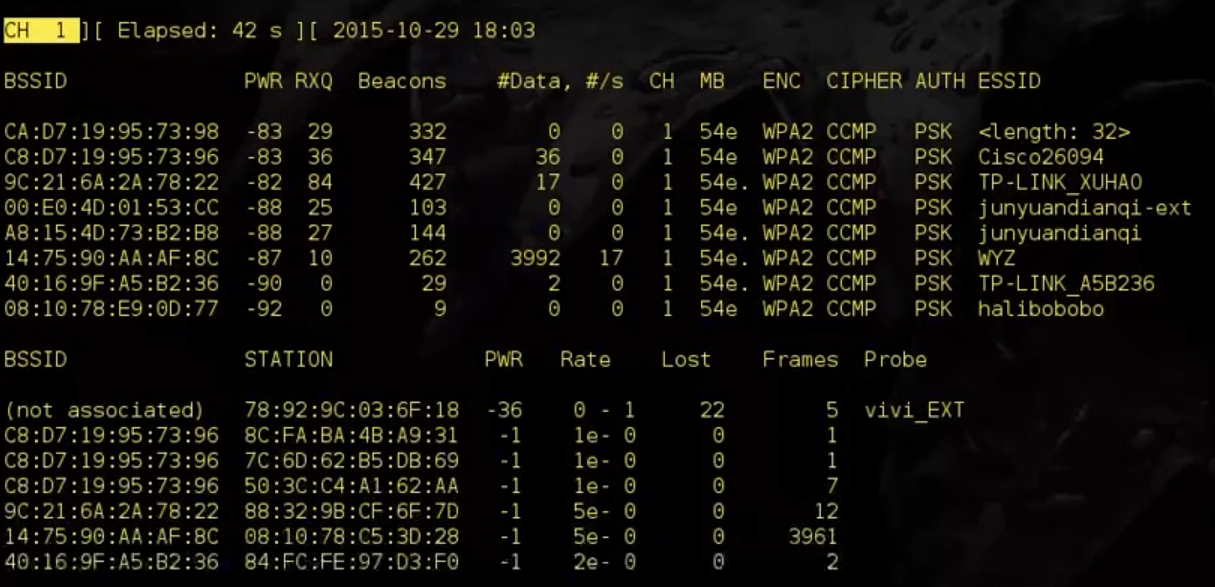 CH 1 ][ Elapsed: 42 s ][ 2015-10-29 18:03
BSSID PWR RXQ Beacons #Data, #/s CH MB ENC CIPHER AUTH ESSID
CA:D7:19:95:73:98 -83 29 332 0 0 1 54e WPA2 CCMP PSK <length: 32>
C8:D7:19:95:73:96 -83 36 347 36 0 1 54e WPA2 CCMP PSK Cisco26094
9C:21:6A:2A:78:22 -82 84 427 17 0 1 54e. WPA2 CCMP PSK TP-LINK_XUHAO
00:E0:4D:01:53:CC -88 25 103 0 0 1 54e WPA2 CCMP PSK junyuandianqi-ext
A8:15:4D:73:B2:B8 -88 27 144 0 0 1 54e. WPA2 CCMP PSK junyuandianqi
14:75:90:AA:AF:8C -87 10 262 3992 17 1 54e. WPA2 CCMP PSK WYZ
40:16:9F:A5:B2:36 -90 0 29 2 0 1 54e. WPA2 CCMP PSK TP-LINK_A5B236
08:10:78:E9:0D:77 -92 0 9 0 0 1 54e WPA2 CCMP PSK halibobobo
BSSID STATION PWR Rate Lost Frames Probe
(not associated) 78:92:9C:03:6F:18 -36 0 - 1 22 5 vivi_EXT
C8:D7:19:95:73:96 8C:FA:BA:4B:A9:31 -1 1e- 0 0 1
C8:D7:19:95:73:96 7C:6D:62:B5:DB:69 -1 1e- 0 0 1
C8:D7:19:95:73:96 50:3C:C4:A1:62:AA -1 1e- 0 0 7
9C:21:6A:2A:78:22 88:32:9B:CF:6F:7D -1 5e- 0 0 12
14:75:90:AA:AF:8C 08:10:78:C5:3D:28 -1 5e- 0 0 3961
40:16:9F:A5:B2:36 84:FC:FE:97:D3:F0 -1 2e- 0 0 2